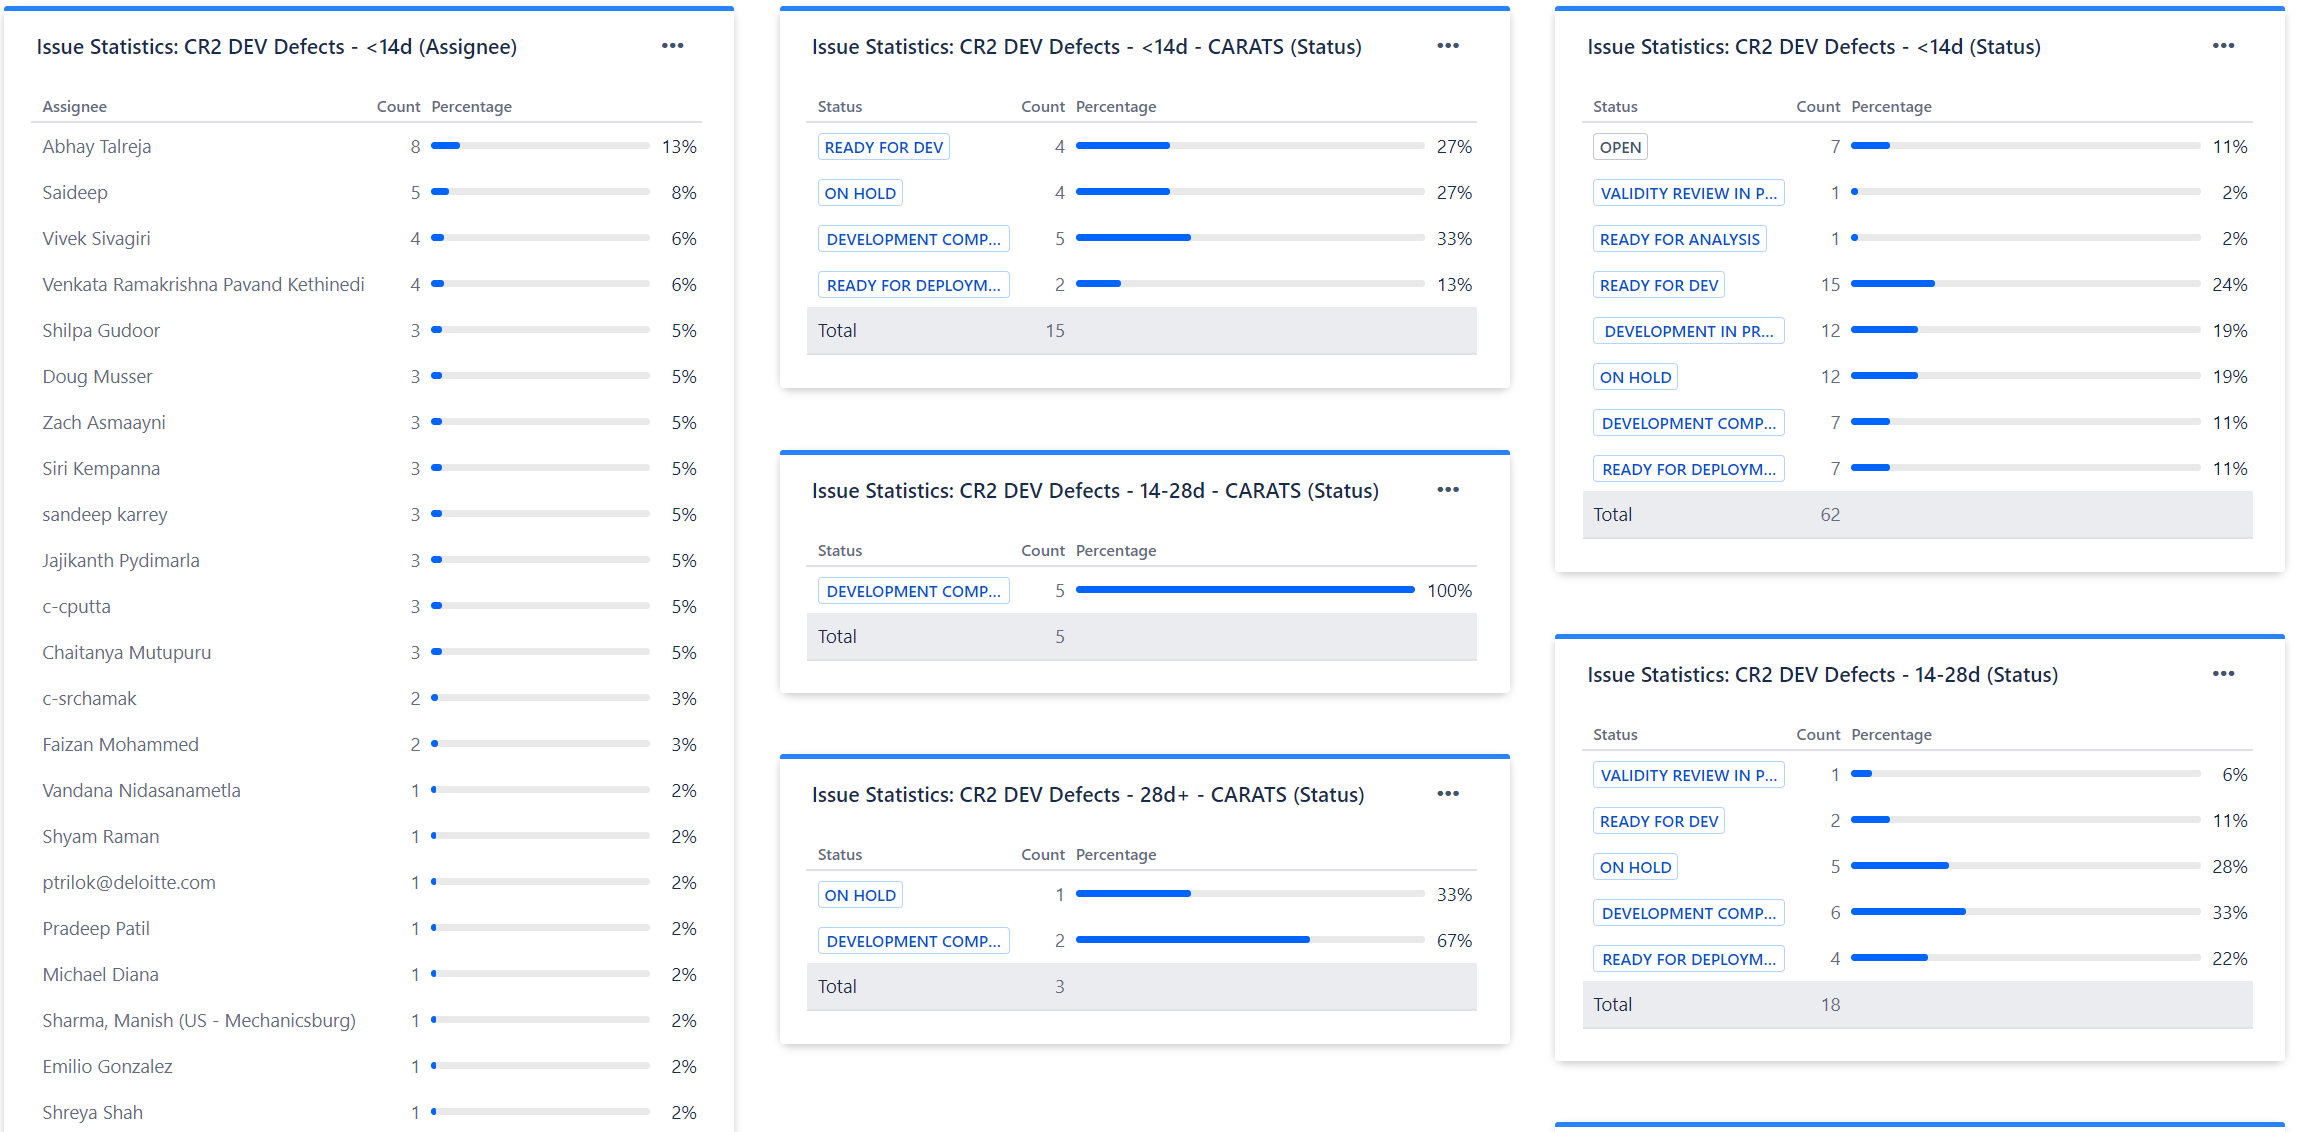 Issue Statistics: CR2 DEV Defects - <14d (Assignee)
Assignee Count Percentage
Abhay Talreja 8 13%
Saideep 5 8%
Vivek Sivagiri 4 6%
Venkata Ramakrishna Pavand Kethinedi 4 6%
Shilpa Gudoor 3 5%
Doug Musser 3 5%
Zach Asmaayni 3 5%
Siri Kempanna 3 5%
sandeep karrey 3 5%
Jajikanth Pydimarla 3 5%
c-cputta 3 5%
Chaitanya Mutupuru 3 5%
c-srchamak 2 3%
Faizan Mohammed 2 3%
Vandana Nidasanametla 1 2%
Shyam Raman 1 2%
ptrilok@deloitte.com 1 2%
Pradeep Patil 1 2%
Michael Diana 1 2%
Sharma, Manish (US - Mechanicsburg) 1 2%
Emilio Gonzalez 1 2%
Shreya Shah 1 2%
Issue Statistics: CR2 DEV Defects - <14d - CARATS (Status)
Status Count Percentage
READY FOR DEV 4 27%
ON HOLD 4 27%
DEVELOPMENT COMP... 5 33%
READY FOR DEPLOYM... 2 13%
Total 15
Issue Statistics: CR2 DEV Defects - 14-28d - CARATS (Status)
Status Count Percentage
DEVELOPMENT COMP... 5 100%
Total 5
Issue Statistics: CR2 DEV Defects - 28d+ - CARATS (Status)
Status Count Percentage
ON HOLD 1 33%
DEVELOPMENT COMP... 2 67%
Total 3
Issue Statistics: CR2 DEV Defects - <14d (Status)
Status Count Percentage
OPEN 7 11%
VALIDITY REVIEW IN P... 1 2%
READY FOR ANALYSIS 1 2%
READY FOR DEV 15 24%
DEVELOPMENT IN PR... 12 19%
ON HOLD 12 19%
DEVELOPMENT COMP... 7 11%
READY FOR DEPLOYM... 7 11%
Total 62
Issue Statistics: CR2 DEV Defects - 14-28d (Status)
Status Count Percentage
VALIDITY REVIEW IN P... 1 6%
READY FOR DEV 2 11%
ON HOLD 5 28%
DEVELOPMENT COMP... 6 33%
READY FOR DEPLOYM... 4 22%
Total 18